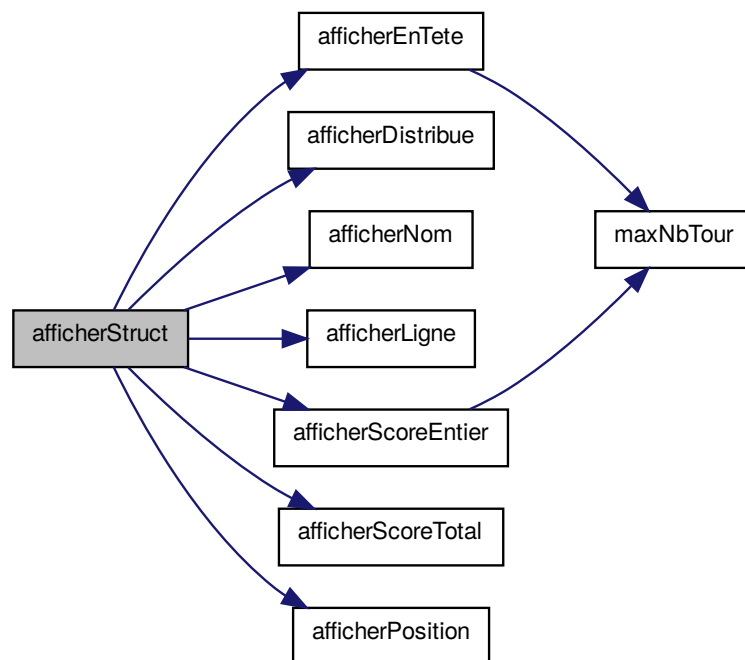 afficherEnTete
afficherDistribue
afficherNom
maxNbTour
afficherStruct
afficherLigne
afficherScoreEntier
afficherScoreTotal
afficherPosition